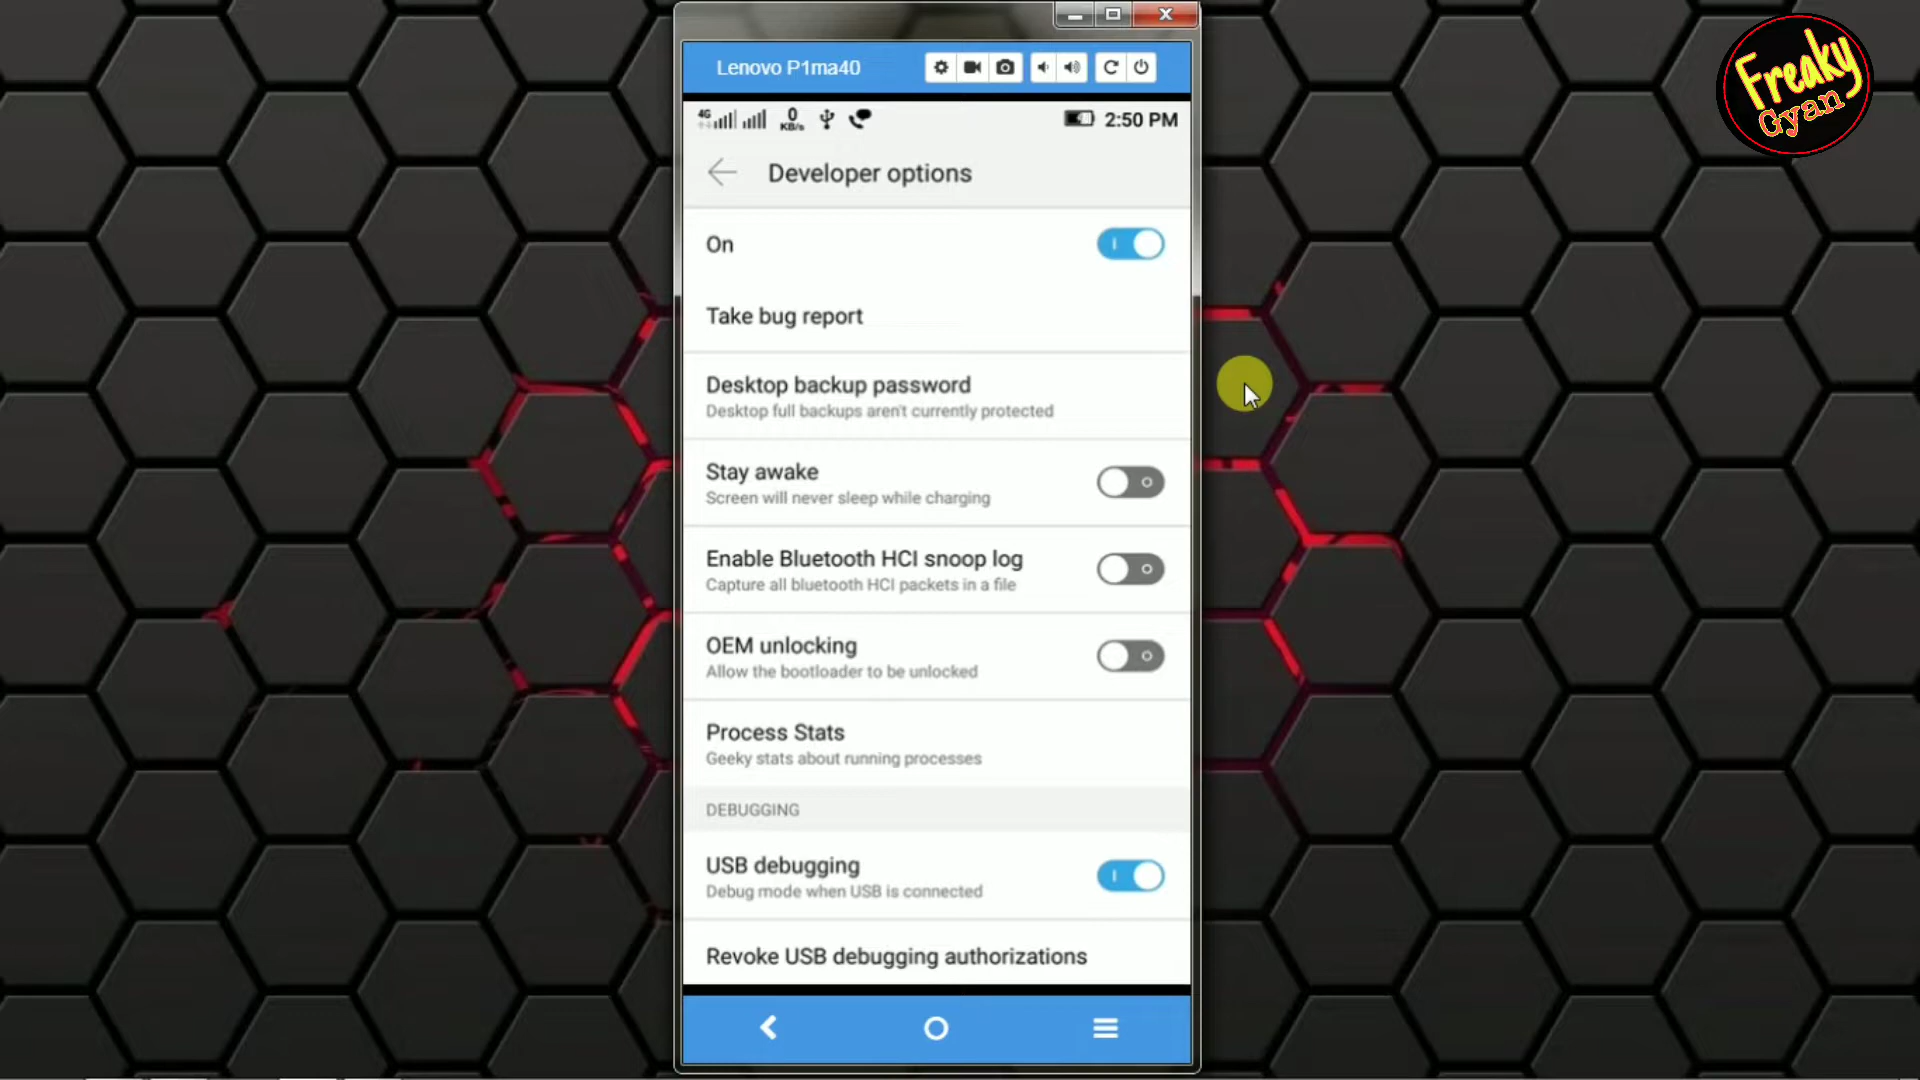 Freaky
Gyan
Lenovo P1ma40
4G
0
KB/s
2:50 PM
Developer options
On
Take bug report
Desktop backup password
Desktop full backups aren't currently protected
Stay awake
Screen will never sleep while charging
Enable Bluetooth HCI snoop log
Capture all bluetooth HCI packets in a file
OEM unlocking
Allow the bootloader to be unlocked
Process Stats
Geeky stats about running processes
DEBUGGING
USB debugging
Debug mode when USB is connected
Revoke USB debugging authorizations